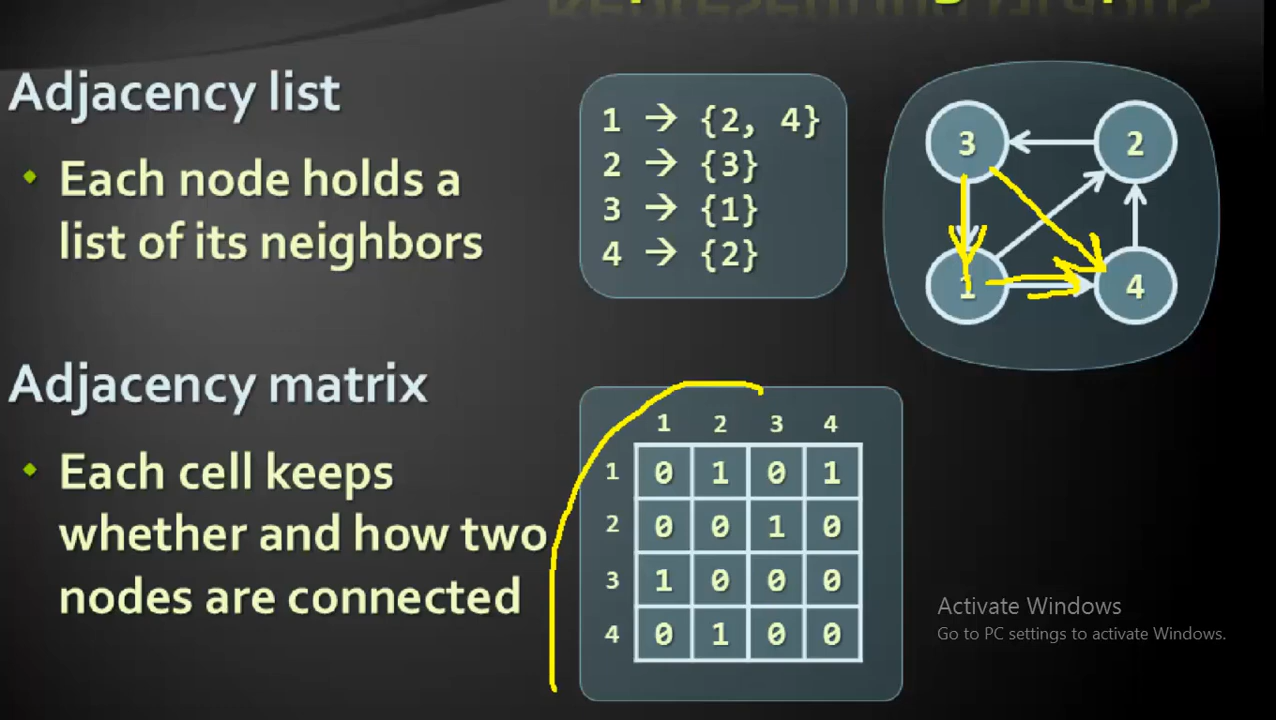 Adjacency list
• Each node holds a
list of its neighbors
1 → {2, 4}
2 → {3}
3 → {1}
4 → {2}
3 2
1 4
Adjacency matrix
• Each cell keeps
whether and how two
nodes are connected
1 2 3 4
1 0 1 0 1
2 0 0 1 0
3 1 0 0 0
4 0 1 0 0
Activate Windows
Go to PC settings to activate Windows.